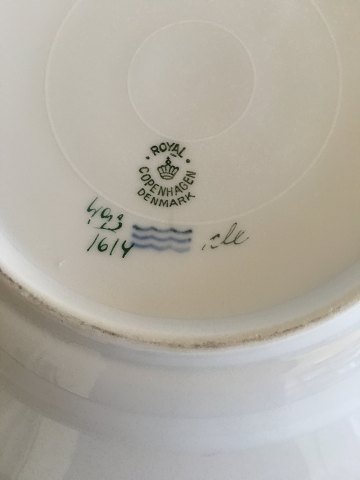 ROYAL
COPENHAGEN
DENMARK
493
1614